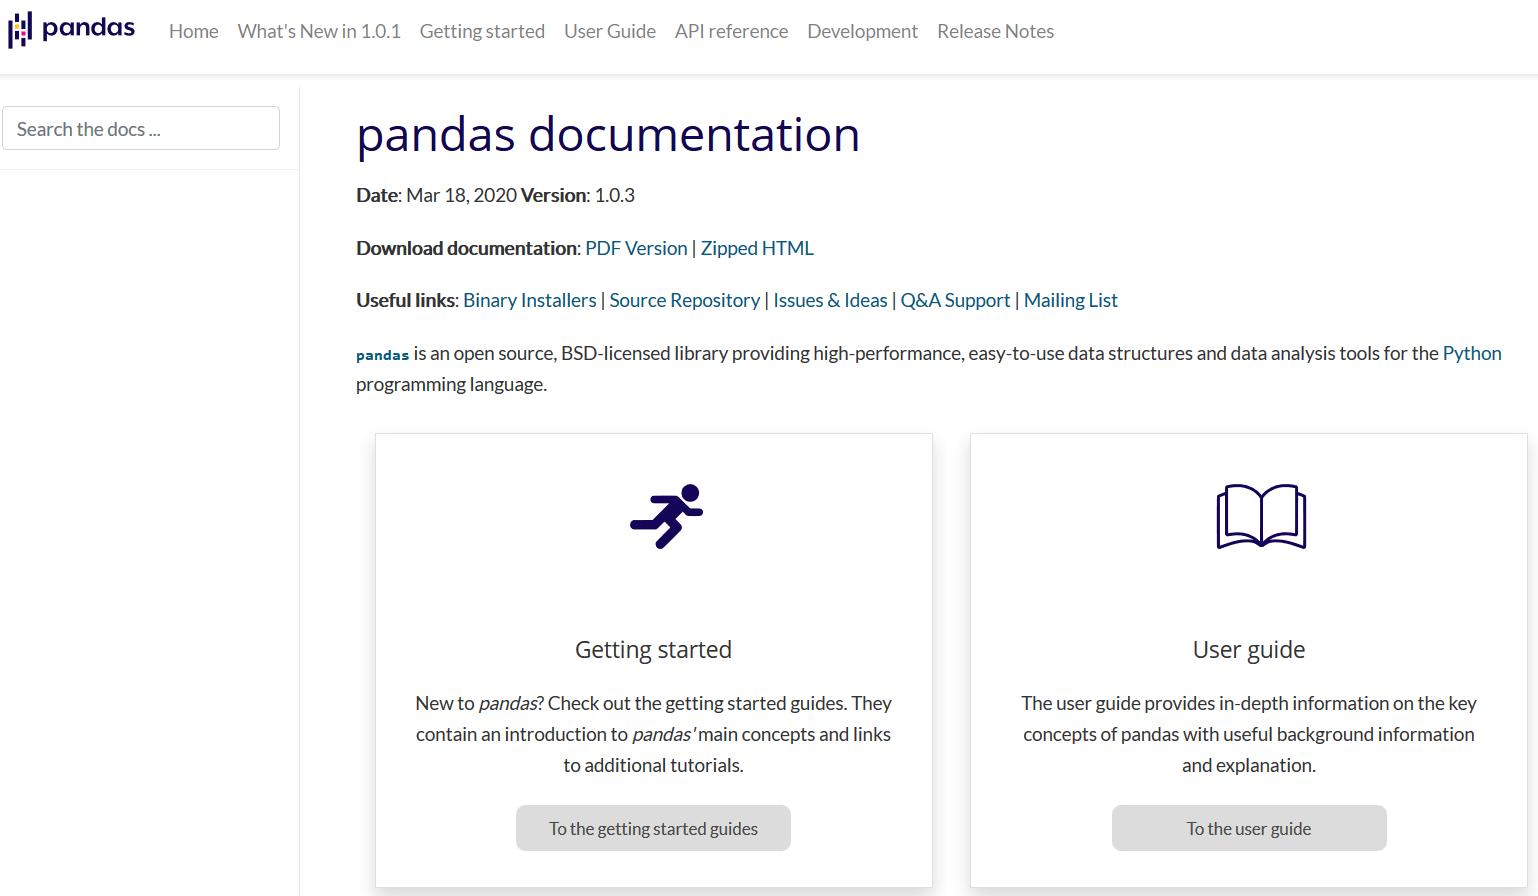 pandas Home What's New in 1.0.1 Getting started User Guide API reference Development Release Notes
Search the docs ...
pandas documentation
Date: Mar 18, 2020 Version: 1.0.3
Download documentation: PDF Version | Zipped HTML
Useful links: Binary Installers | Source Repository | Issues & Ideas | Q&A Support | Mailing List
pandas is an open source, BSD-licensed library providing high-performance, easy-to-use data structures and data analysis tools for the Python
programming language.
Getting started
New to pandas? Check out the getting started guides. They
contain an introduction to pandas' main concepts and links
to additional tutorials.
To the getting started guides
User guide
The user guide provides in-depth information on the key
concepts of pandas with useful background information
and explanation.
To the user guide